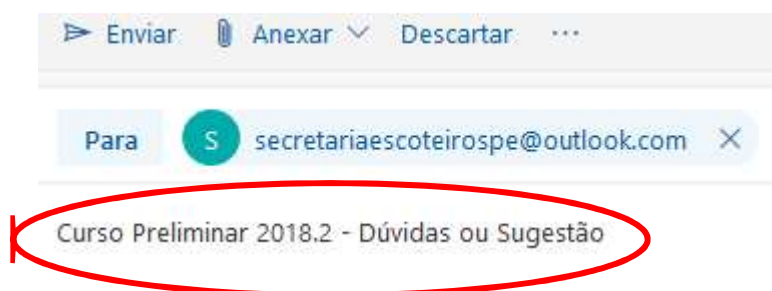 Enviar Anexar Descartar ...
Para S secretariaescoteirospe@outlook.com
Curso Preliminar 2018.2 - Dúvidas ou Sugestão